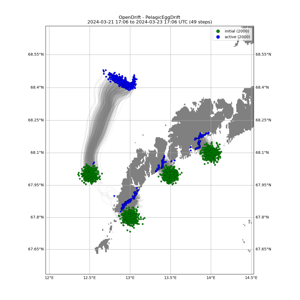 OpenDrift - PelagicEggDrift
2024-03-21 17:06 to 2024-03-23 17:06 UTC (49 steps)
initial (2000)
active (2000)
68.55°N 68.55°N
68.4°N 68.4°N
68.25°N 68.25°N
68.1°N 68.1°N
67.95°N 67.95°N
67.8°N 67.8°N
67.65°N 67.65°N
12°E 12.5°E 13°E 13.5°E 14°E 14.5°E